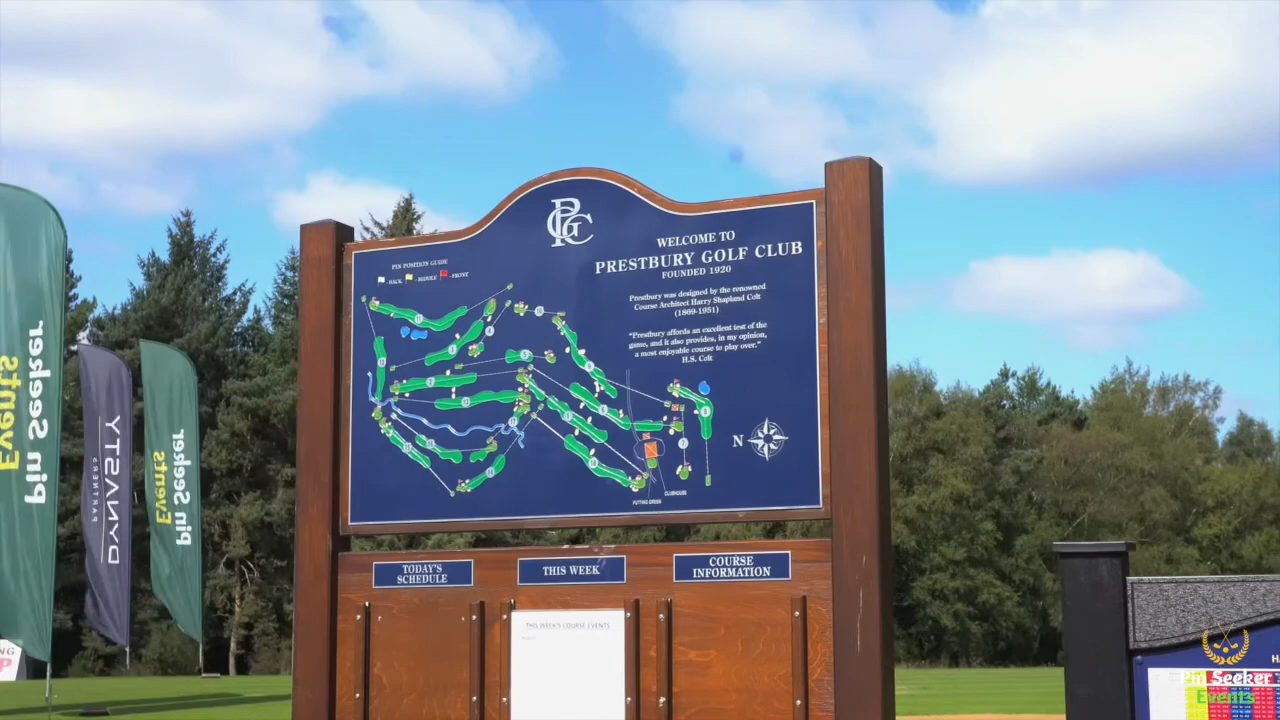 PGC
WELCOME TO
PRESTBURY GOLF CLUB
FOUNDED 1920
Prestbury was designed by the renowned
Course Architect Harry Shapland Colt
(1869-1951)
"Prestbury affords an excellent test of the
game, and it also provides, in my opinion,
a most enjoyable course to play over."
H.S. Colt
PIN POSITION GUIDE
- BACK - MIDDLE - FRONT
N
CLUBHOUSE
PUTTING GREEN
TODAY'S
SCHEDULE
THIS WEEK
COURSE
INFORMATION
THIS WEEK'S COURSE EVENTS
Pin Seeker
Events
DYNASTY
PARTNERS
Pin Seeker
Events
NG
P
Pin Seeker
Events